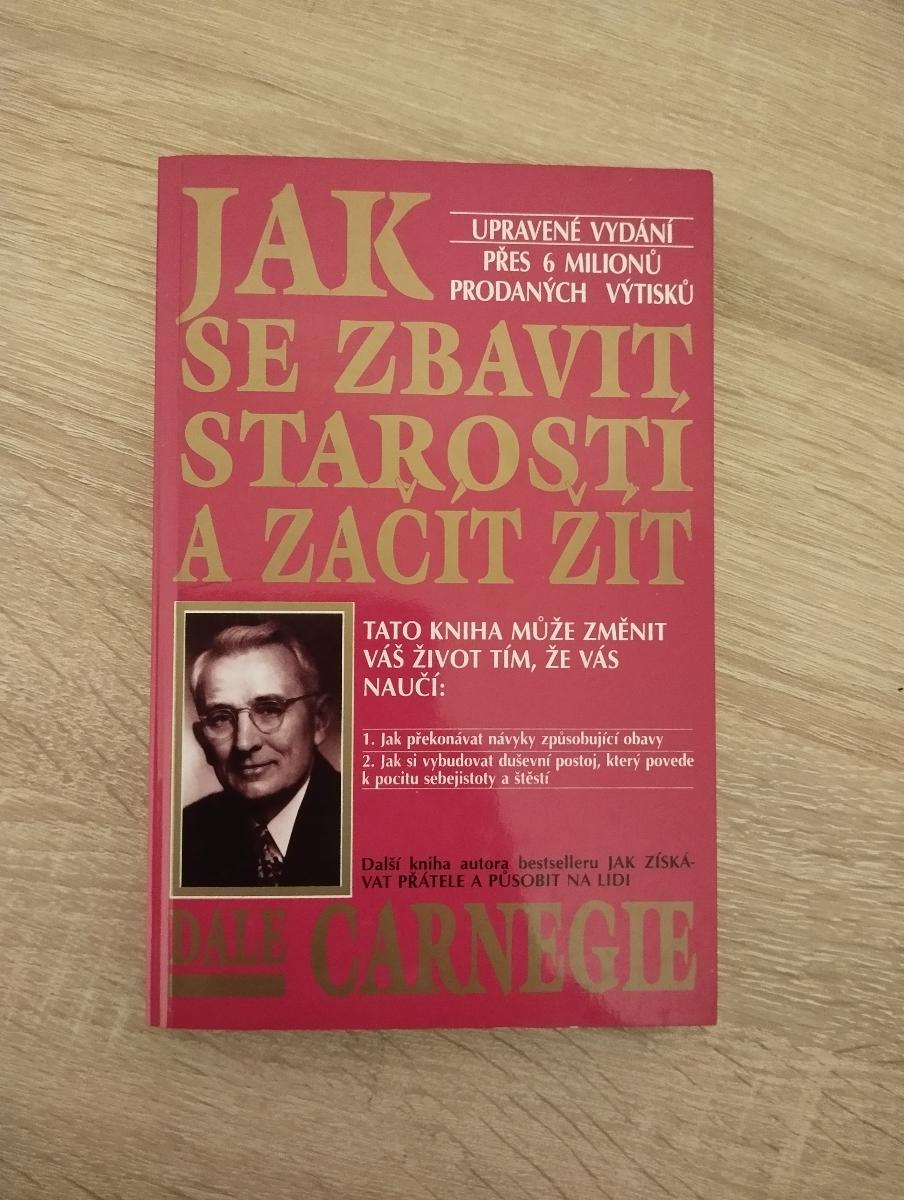 JAK
UPRAVENÉ VYDÁNÍ
PŘES 6 MILIONŮ
PRODANÝCH VÝTISKŮ
SE ZBAVIT
STAROSTÍ
A ZAČÍT ŽÍT
TATO KNIHA MŮŽE ZMĚNIT
VÁŠ ŽIVOT TÍM, ŽE VÁS
NAUČÍ:
1. Jak překonávat návyky způsobující obavy
2. Jak si vybudovat duševní postoj, který povede
k pocitu sebejistoty a štěstí
Další kniha autora bestselleru JAK ZÍSKÁ-
VAT PŘÁTELE A PŮSOBIT NA LIDI
DALE CARNEGIE